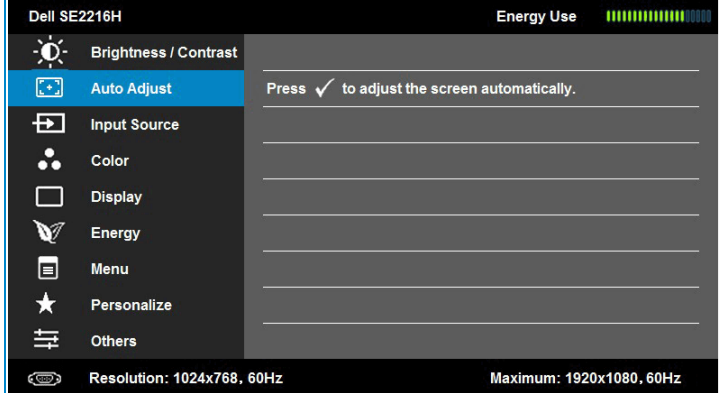 Dell SE2216H Energy Use
Brightness / Contrast
Auto Adjust Press ✓ to adjust the screen automatically.
Input Source
Color
Display
Energy
Menu
Personalize
Others
Resolution: 1024x768, 60Hz Maximum: 1920x1080, 60Hz